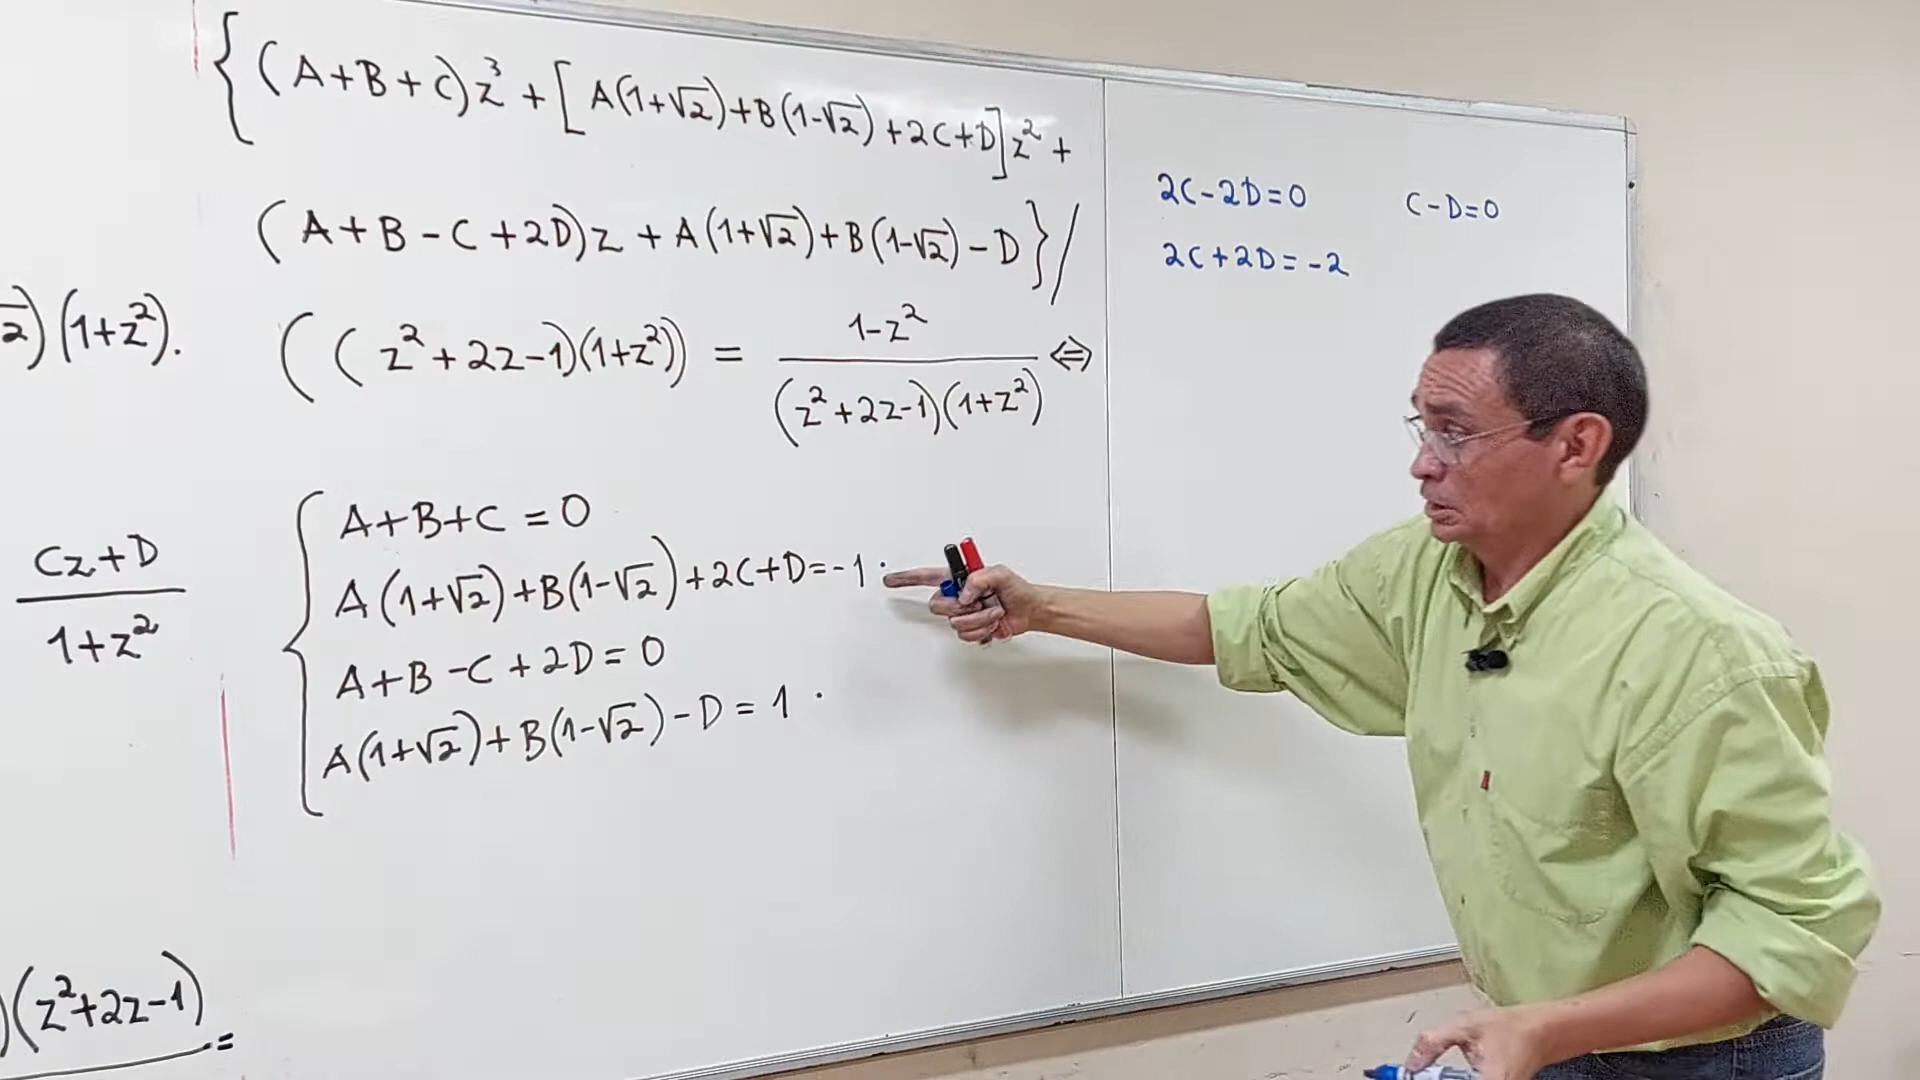 {(A+B+C)z³ + [A(1+√2)+B(1-√2)+2C+D]z² +
(A+B-C+2D)z + A(1+√2)+B(1-√2)-D}/
2)(1+z²).
((z²+2z-1)(1+z²)) = (1-z²)/((z²+2z-1)(1+z²)) ⇔
(Cz+D)/(1+z²)
A+B+C=0
A(1+√2)+B(1-√2)+2C+D=-1 ·
A+B-C+2D=0
A(1+√2)+B(1-√2)-D=1 ·
)(z²+2z-1) =
2C-2D=0 C-D=0
2C+2D=-2